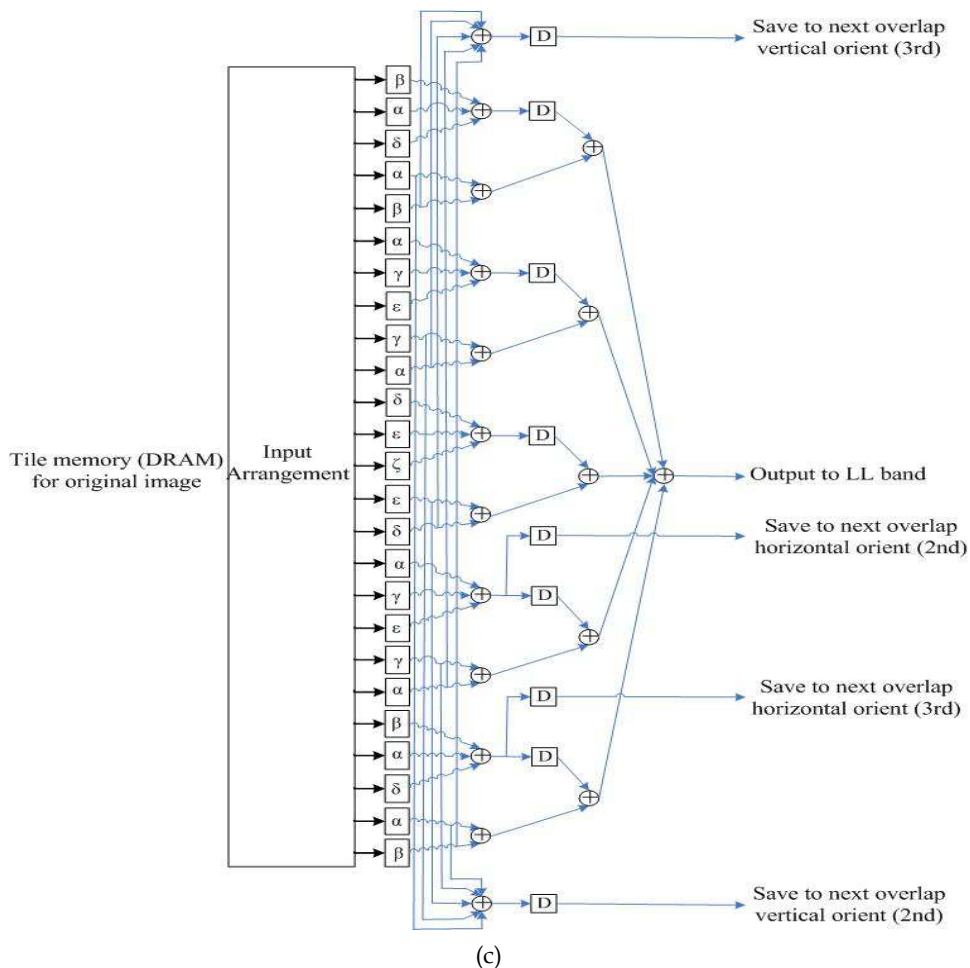 Save to next overlap
vertical orient (3rd)
D
β
α
δ
α
β
α
γ
ε
γ
α
δ
ε
ζ
ε
δ
α
γ
ε
γ
α
β
α
δ
α
β
D
D
D
D
D
D
D
D
Tile memory (DRAM)
for original image
Input
Arrangement
Output to LL band
Save to next overlap
horizontal orient (2nd)
Save to next overlap
horizontal orient (3rd)
Save to next overlap
vertical orient (2nd)
(c)